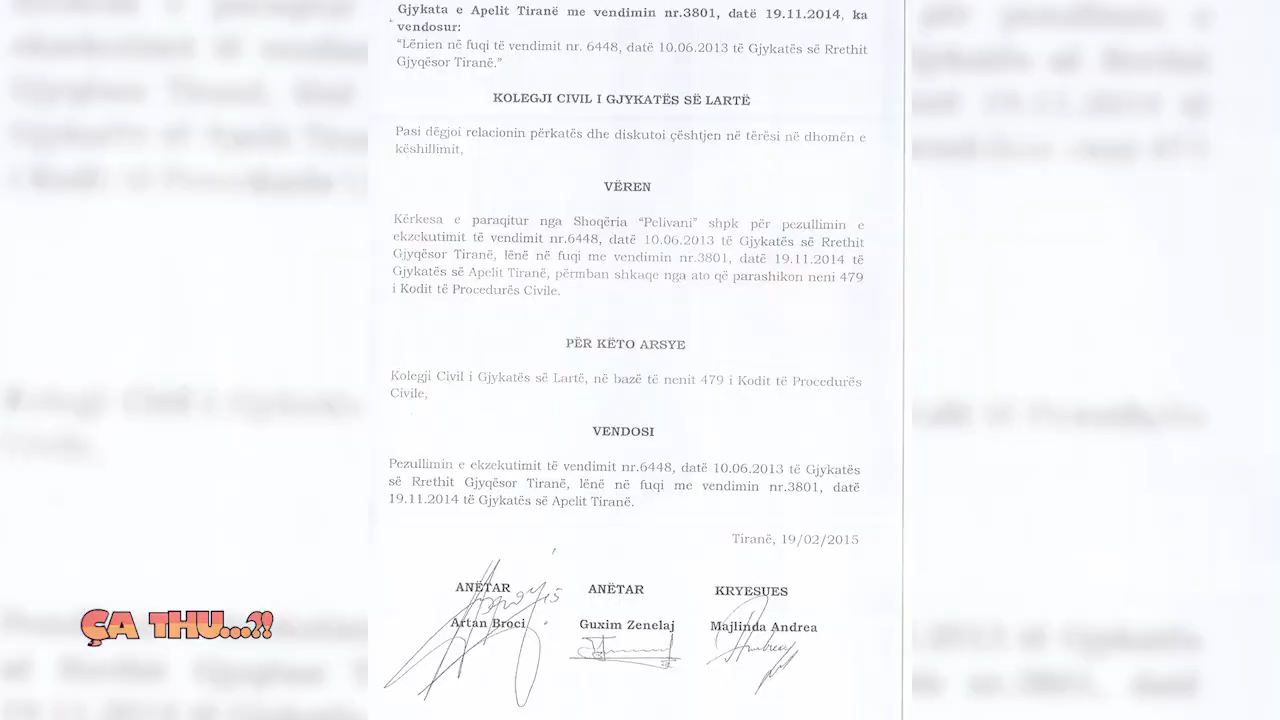 Gjykata e Apelit Tiranë me vendimin nr.3801, datë 19.11.2014, ka
vendosur:
“Lënien në fuqi të vendimit nr. 6448, datë 10.06.2013 të Gjykatës së Rrethit
Gjyqësor Tiranë.”
KOLEGJI CIVIL I GJYKATËS SË LARTË
Pasi dëgjoi relacionin përkatës dhe diskutoi çështjen në tërësi në dhomën e
këshillimit,
VËREN
Kërkesa e paraqitur nga Shoqëria “Pelivani” shpk për pezullimin e
ekzekutimit të vendimit nr.6448, datë 10.06.2013 të Gjykatës së Rrethit
Gjyqësor Tiranë, lënë në fuqi me vendimin nr.3801, datë 19.11.2014 të
Gjykatës së Apelit Tiranë, përmban shkaqe nga ato që parashikon neni 479
i Kodit të Procedurës Civile.
PËR KËTO ARSYE
Kolegji Civil i Gjykatës së Lartë, në bazë të nenit 479 i Kodit të Procedurës
Civile,
VENDOSI
Pezullimin e ekzekutimit të vendimit nr.6448, datë 10.06.2013 të Gjykatës
së Rrethit Gjyqësor Tiranë, lënë në fuqi me vendimin nr.3801, datë
19.11.2014 të Gjykatës së Apelit Tiranë.
Tiranë, 19/02/2015
ANËTAR ANËTAR KRYESUES
Artan Broci Guxim Zenelaj Majlinda Andrea
ÇA THU...?!